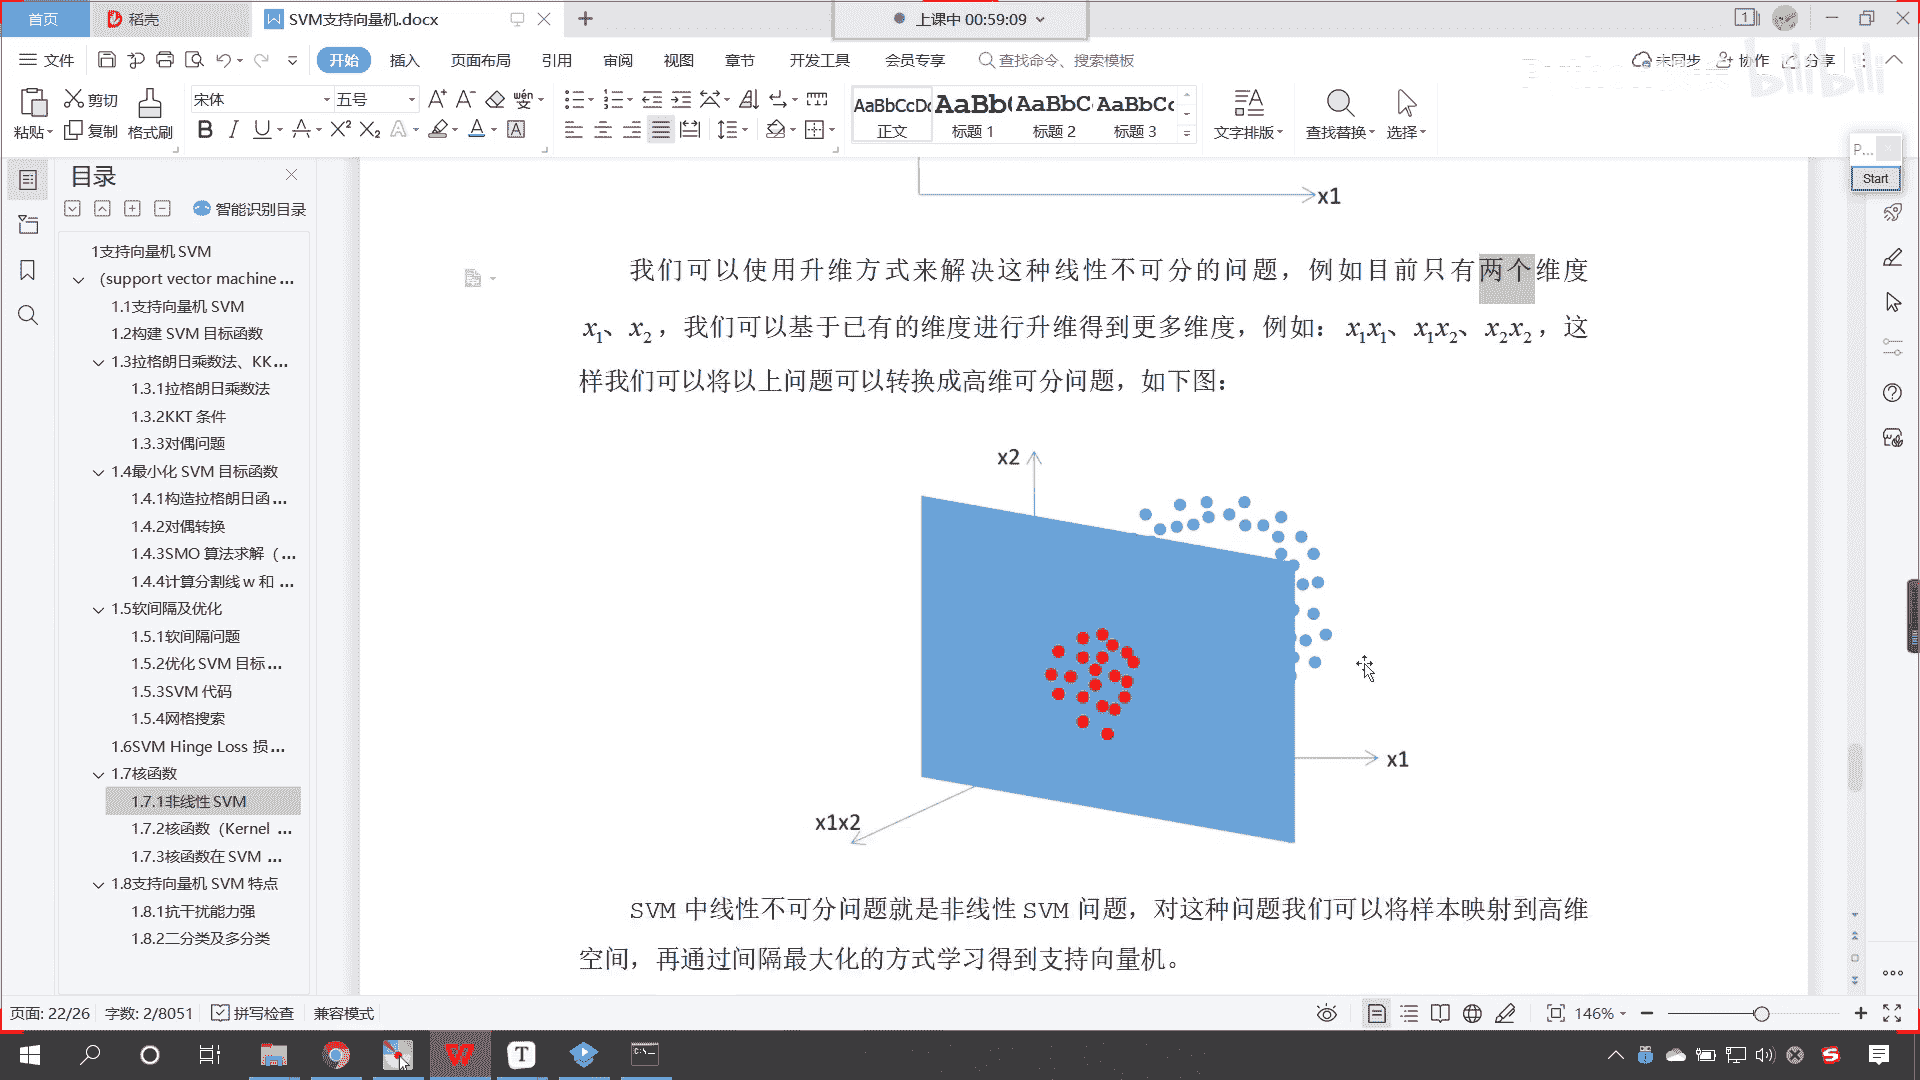 首页
稻壳
SVM支持向量机.docx
上课中 00:59:09
文件
开始 插入 页面布局 引用 审阅 视图 章节 开发工具 会员专享 查找命令、搜索模板
未同步 协作 分享
bilibili
粘贴 剪切 复制 格式刷
宋体 五号
AaBbCcDd AaBb( AaBbC AaBbCc
正文 标题 1 标题 2 标题 3
文字排版 查找替换 选择
P...
Start
目录
智能识别目录
1支持向量机 SVM
（support vector machine ...
1.1支持向量机 SVM
1.2构建 SVM 目标函数
1.3拉格朗日乘数法、KK...
1.3.1拉格朗日乘数法
1.3.2KKT 条件
1.3.3对偶问题
1.4最小化 SVM 目标函数
1.4.1构造拉格朗日函 ...
1.4.2对偶转换
1.4.3SMO 算法求解（ ...
1.4.4计算分割线 w 和 ...
1.5软间隔及优化
1.5.1软间隔问题
1.5.2优化 SVM 目标 ...
1.5.3SVM 代码
1.5.4网格搜索
1.6SVM Hinge Loss 损 ...
1.7核函数
1.7.1非线性 SVM
1.7.2核函数（Kernel ...
1.7.3核函数在 SVM ...
1.8支持向量机 SVM 特点
1.8.1抗干扰能力强
1.8.2二分类及多分类
x1
我们可以使用升维方式来解决这种线性不可分的问题，例如目前只有两个维度
x₁、x₂，我们可以基于已有的维度进行升维得到更多维度，例如：x₁x₁、x₁x₂、x₂x₂，这
样我们可以将以上问题可以转换成高维可分问题，如下图：
x2
x1
x1x2
SVM 中线性不可分问题就是非线性 SVM 问题，对这种问题我们可以将样本映射到高维
空间，再通过间隔最大化的方式学习得到支持向量机。
页面: 22/26 字数: 2/8051 拼写检查 兼容模式
146%